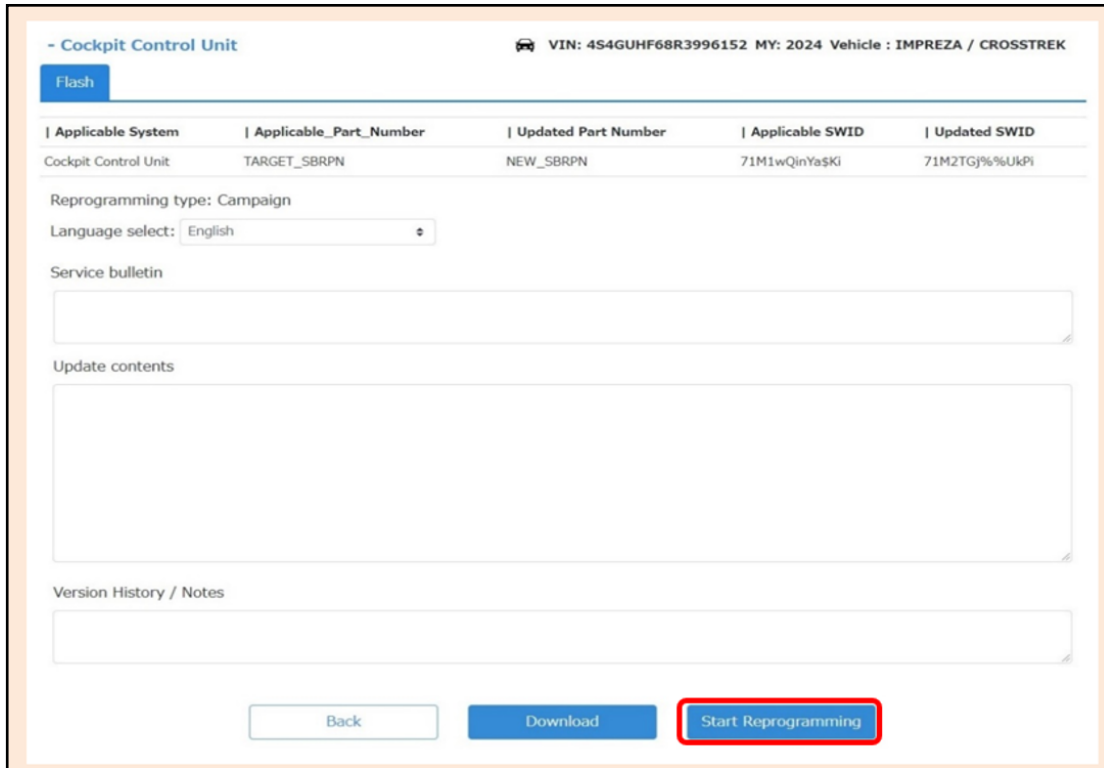 - Cockpit Control Unit VIN: 4S4GUHF68R3996152 MY: 2024 Vehicle : IMPREZA / CROSSTREK
Flash
| Applicable System | Applicable_Part_Number | Updated Part Number | Applicable SWID | Updated SWID
Cockpit Control Unit TARGET_SBRPN NEW_SBRPN 71M1wQinYa$Ki 71M2TGj%%UkPi
Reprogramming type: Campaign
Language select: English
Service bulletin
Update contents
Version History / Notes
Back Download Start Reprogramming